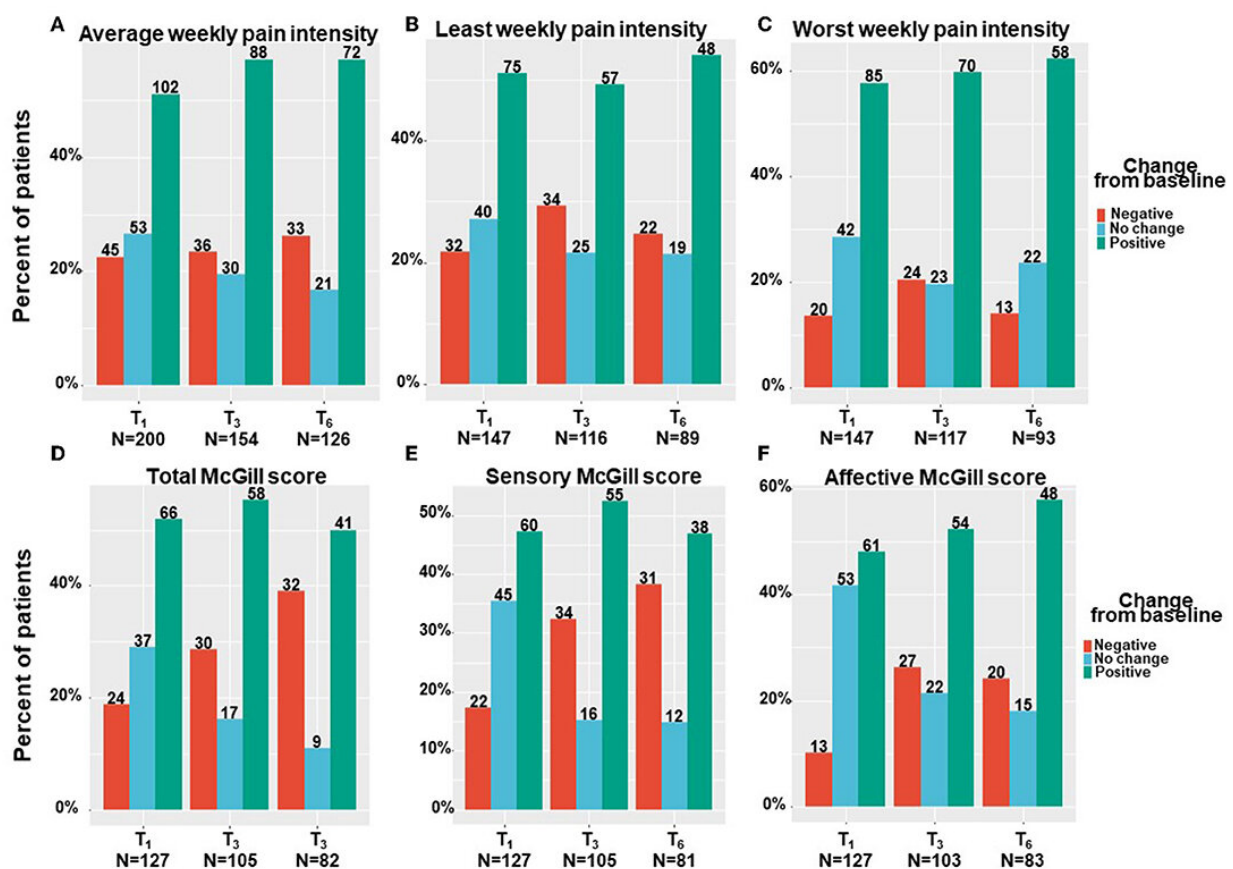 A Average weekly pain intensity
B Least weekly pain intensity
C Worst weekly pain intensity
Percent of patients
40%
20%
0%
45 53 102
36 30 88
33 21 72
T1 T3 T6
N=200 N=154 N=126
40%
20%
0%
32 40 75
34 25 57
22 19 48
T1 T3 T6
N=147 N=116 N=89
60%
40%
20%
0%
20 42 85
24 23 70
13 22 58
T1 T3 T6
N=147 N=117 N=93
Change
from baseline
Negative
No change
Positive
D Total McGill score
E Sensory McGill score
F Affective McGill score
Percent of patients
40%
20%
0%
24 37 66
30 17 58
32 9 41
T1 T3 T3
N=127 N=105 N=82
50%
40%
30%
20%
10%
0%
22 45 60
34 16 55
31 12 38
T1 T3 T6
N=127 N=105 N=81
60%
40%
20%
0%
13 53 61
27 22 54
20 15 48
T1 T3 T6
N=127 N=103 N=83
Change
from baseline
Negative
No change
Positive